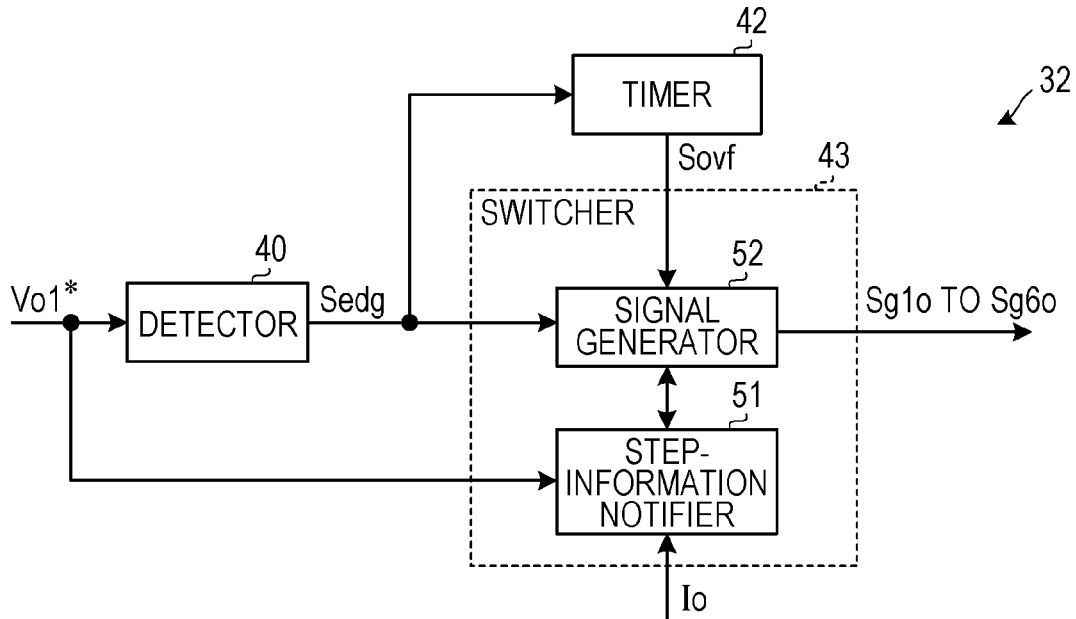 42
TIMER
32
Sovf
43
SWITCHER
40
52
Vo1*
DETECTOR
Sedg
SIGNAL
GENERATOR
Sg1o TO Sg6o
51
STEP-
INFORMATION
NOTIFIER
Io